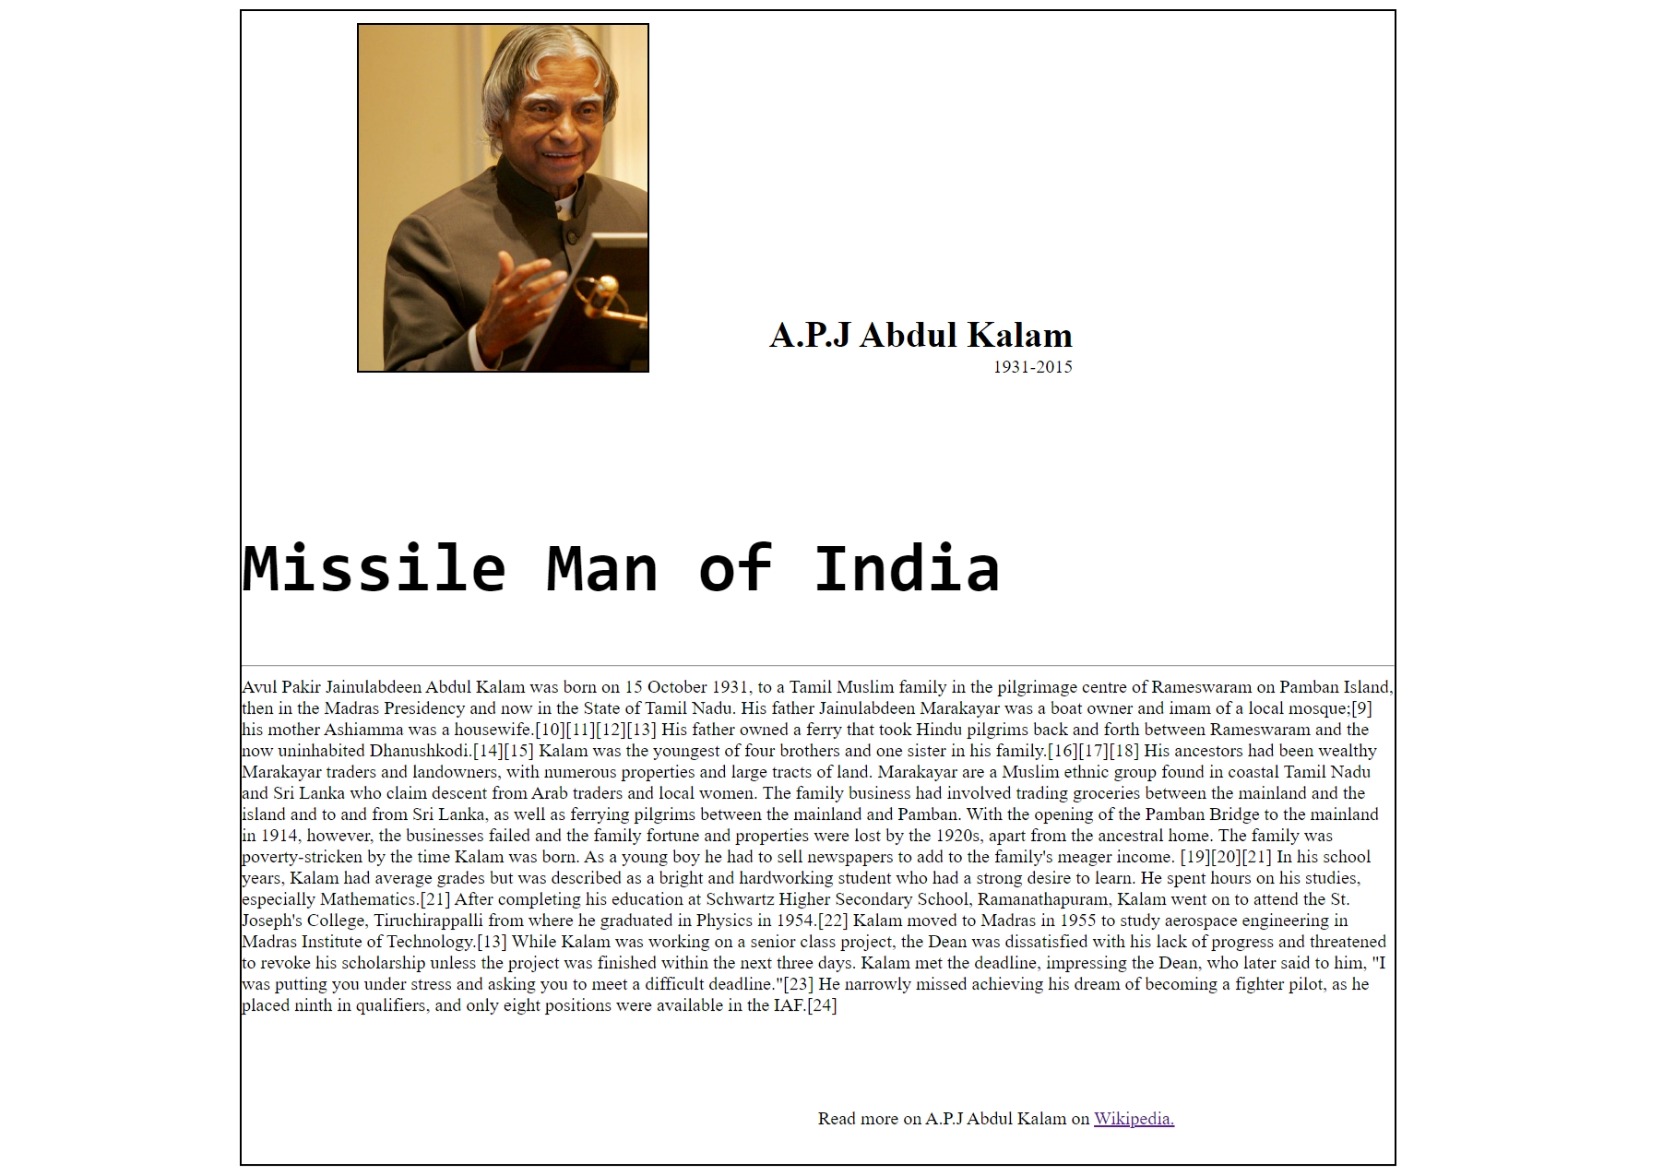 A.P.J Abdul Kalam
1931-2015
Missile Man of India
Avul Pakir Jainulabdeen Abdul Kalam was born on 15 October 1931, to a Tamil Muslim family in the pilgrimage centre of Rameswaram on Pamban Island,
then in the Madras Presidency and now in the State of Tamil Nadu. His father Jainulabdeen Marakayar was a boat owner and imam of a local mosque;[9]
his mother Ashiamma was a housewife.[10][11][12][13] His father owned a ferry that took Hindu pilgrims back and forth between Rameswaram and the
now uninhabited Dhanushkodi.[14][15] Kalam was the youngest of four brothers and one sister in his family.[16][17][18] His ancestors had been wealthy
Marakayar traders and landowners, with numerous properties and large tracts of land. Marakayar are a Muslim ethnic group found in coastal Tamil Nadu
and Sri Lanka who claim descent from Arab traders and local women. The family business had involved trading groceries between the mainland and the
island and to and from Sri Lanka, as well as ferrying pilgrims between the mainland and Pamban. With the opening of the Pamban Bridge to the mainland
in 1914, however, the businesses failed and the family fortune and properties were lost by the 1920s, apart from the ancestral home. The family was
poverty-stricken by the time Kalam was born. As a young boy he had to sell newspapers to add to the family's meager income. [19][20][21] In his school
years, Kalam had average grades but was described as a bright and hardworking student who had a strong desire to learn. He spent hours on his studies,
especially Mathematics.[21] After completing his education at Schwartz Higher Secondary School, Ramanathapuram, Kalam went on to attend the St.
Joseph's College, Tiruchirappalli from where he graduated in Physics in 1954.[22] Kalam moved to Madras in 1955 to study aerospace engineering in
Madras Institute of Technology.[13] While Kalam was working on a senior class project, the Dean was dissatisfied with his lack of progress and threatened
to revoke his scholarship unless the project was finished within the next three days. Kalam met the deadline, impressing the Dean, who later said to him, "I
was putting you under stress and asking you to meet a difficult deadline."[23] He narrowly missed achieving his dream of becoming a fighter pilot, as he
placed ninth in qualifiers, and only eight positions were available in the IAF.[24]
Read more on A.P.J Abdul Kalam on Wikipedia.